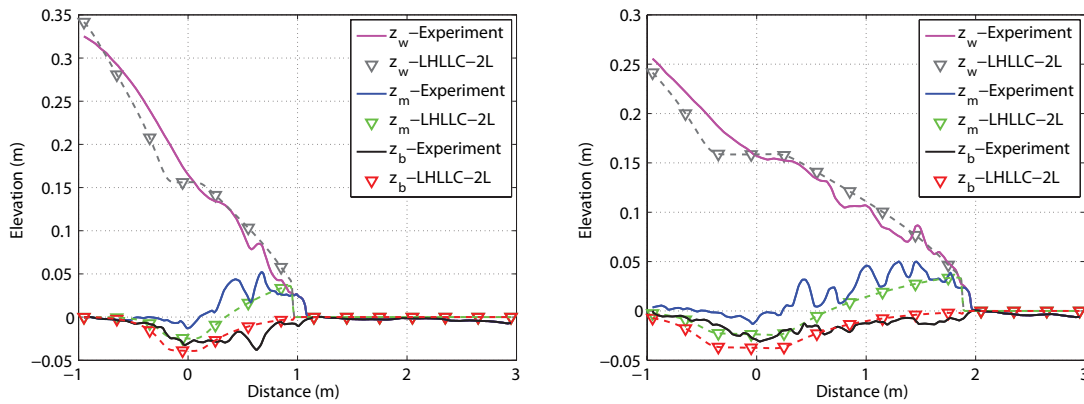 0.35
0.3
0.25
0.2
0.15
0.1
0.05
0
−0.05
Elevation (m)
−1
0
1
2
3
Distance (m)
z_w−Experiment
z_w−LHLLC−2L
z_m−Experiment
z_m−LHLLC−2L
z_b−Experiment
z_b−LHLLC−2L
0.3
0.25
0.2
0.15
0.1
0.05
0
−0.05
Elevation (m)
−1
0
1
2
3
Distance (m)
z_w−Experiment
z_w−LHLLC−2L
z_m−Experiment
z_m−LHLLC−2L
z_b−Experiment
z_b−LHLLC−2L